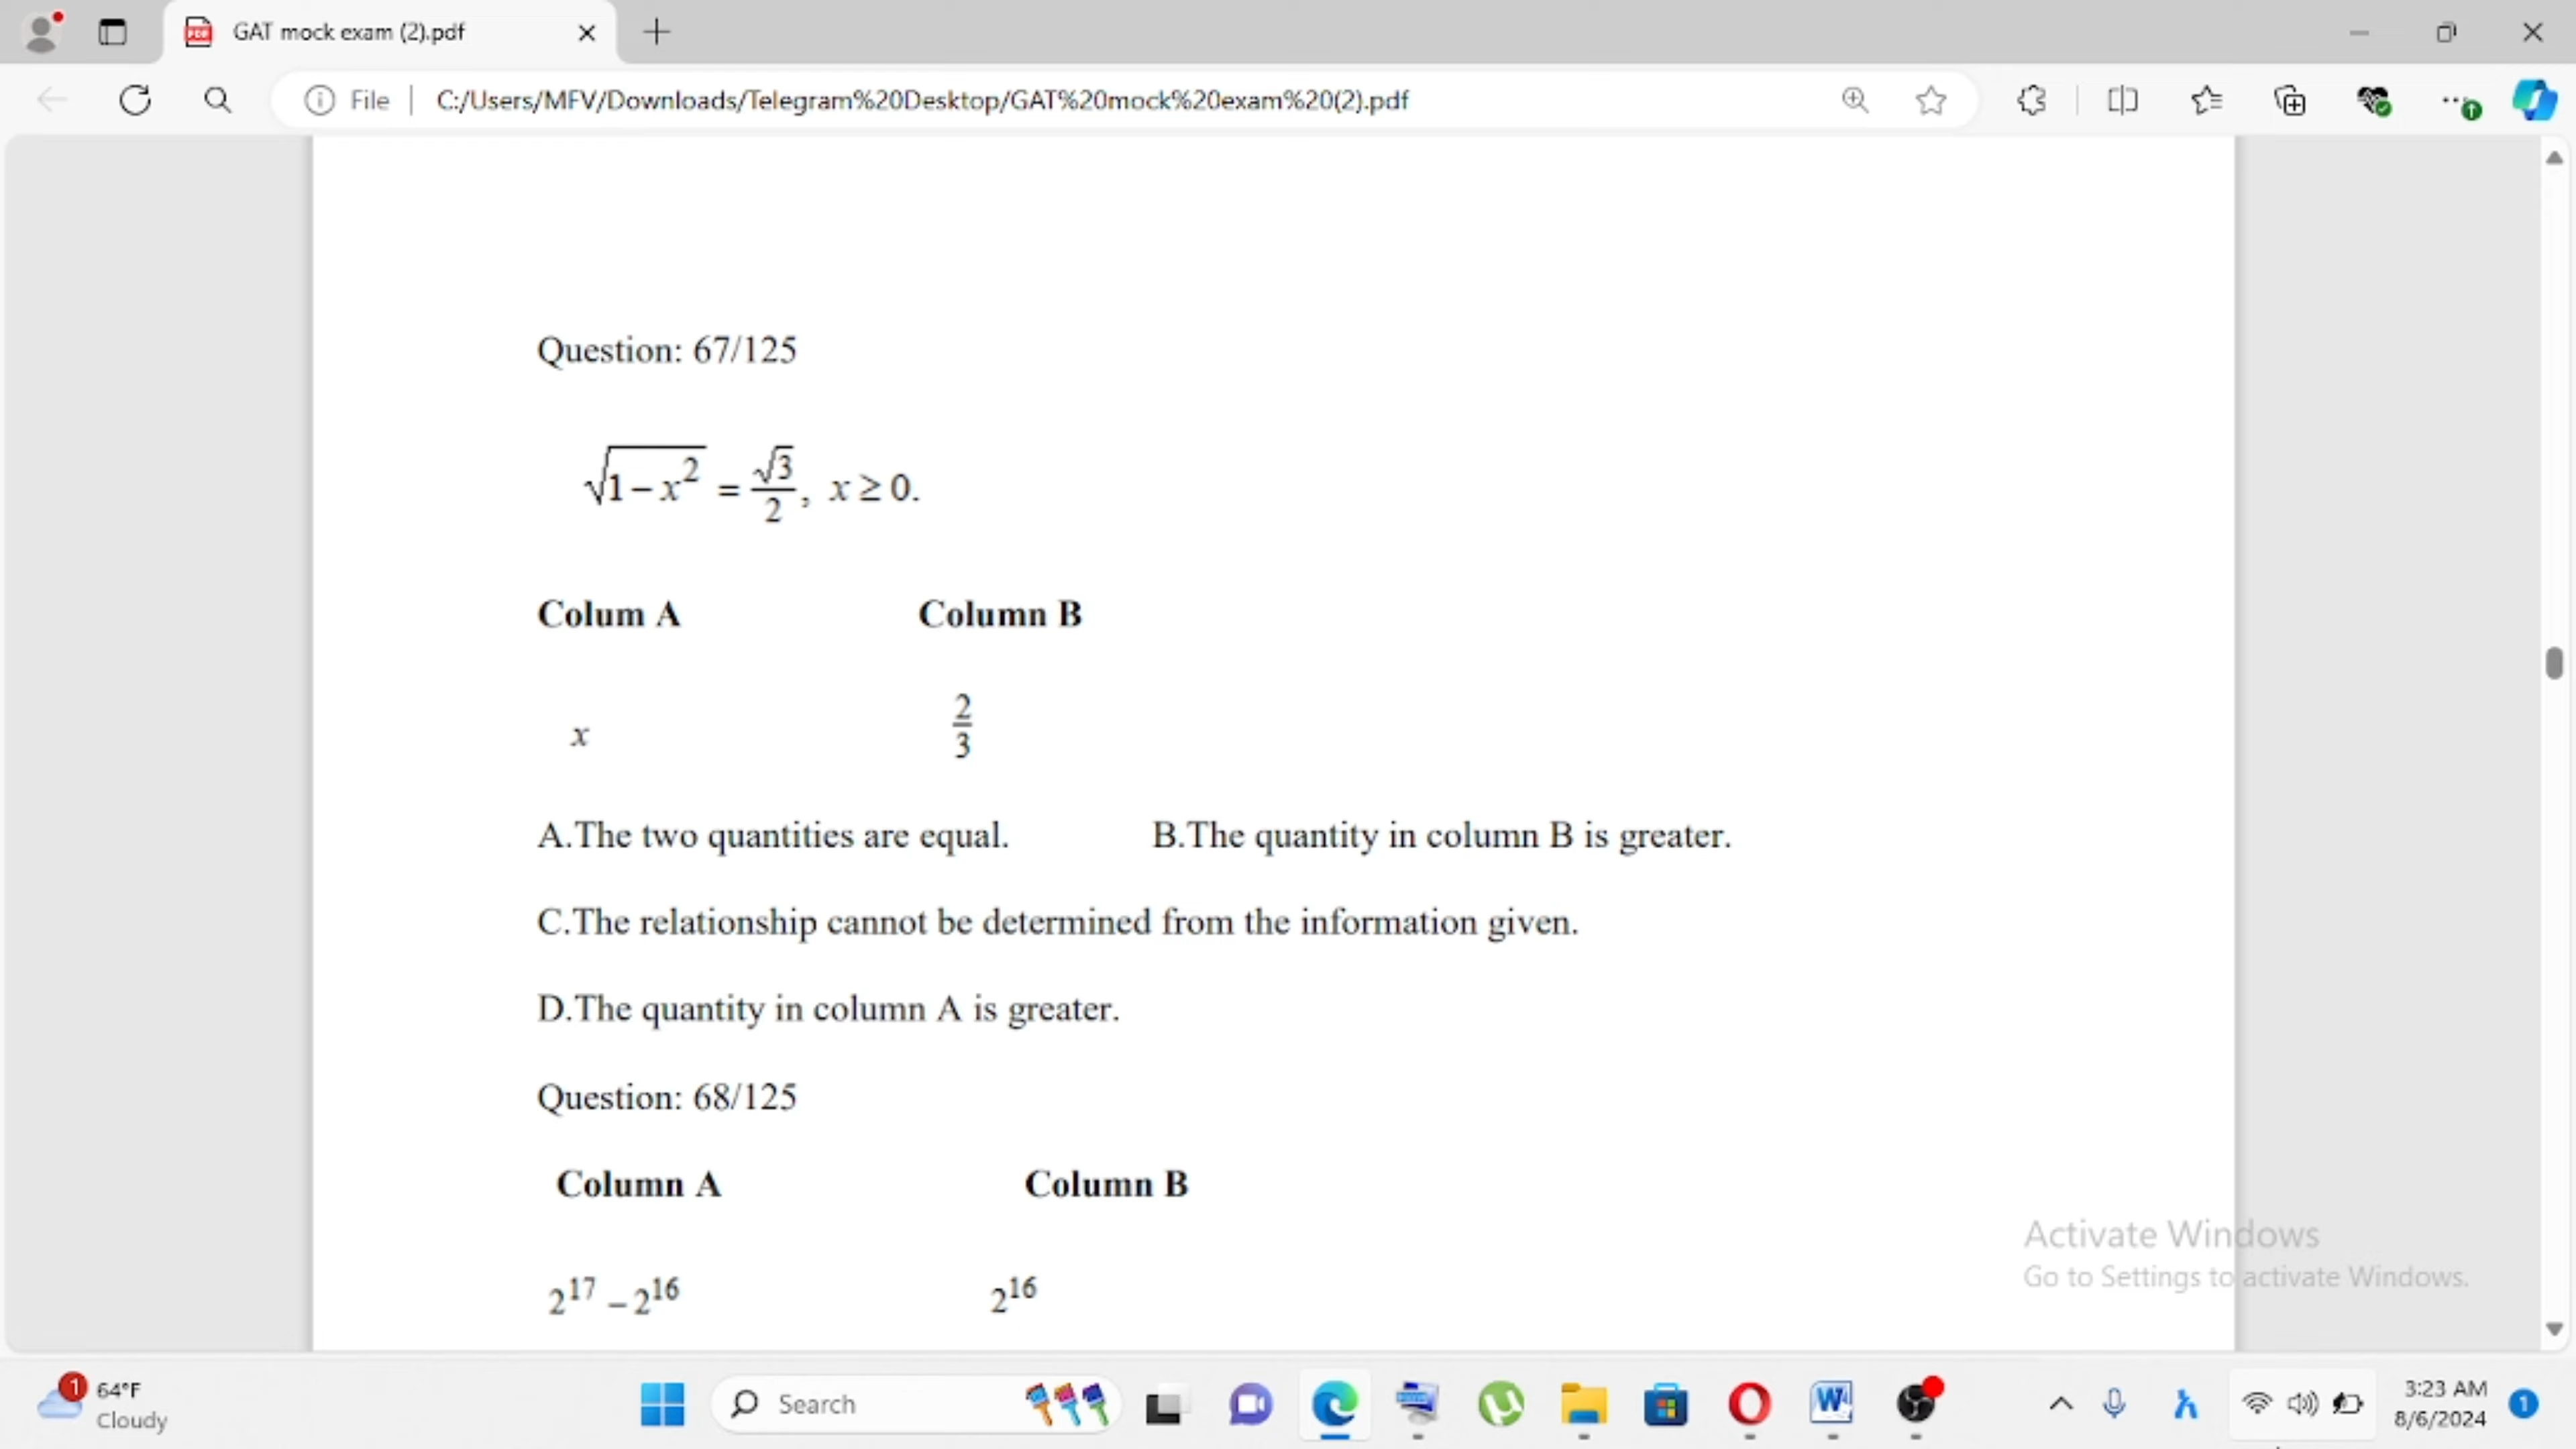 GAT mock exam (2).pdf
File | C:/Users/MFV/Downloads/Telegram%20Desktop/GAT%20mock%20exam%20(2).pdf
Question: 67/125
√(1 − x²) = √3/2, x ≥ 0.
Colum A Column B
x 2/3
A.The two quantities are equal. B.The quantity in column B is greater.
C.The relationship cannot be determined from the information given.
D.The quantity in column A is greater.
Question: 68/125
Column A Column B
2¹⁷ − 2¹⁶ 2¹⁶
Activate Windows
Go to Settings to activate Windows.
1 64°F
Cloudy
Search
3:23 AM
8/6/2024
1